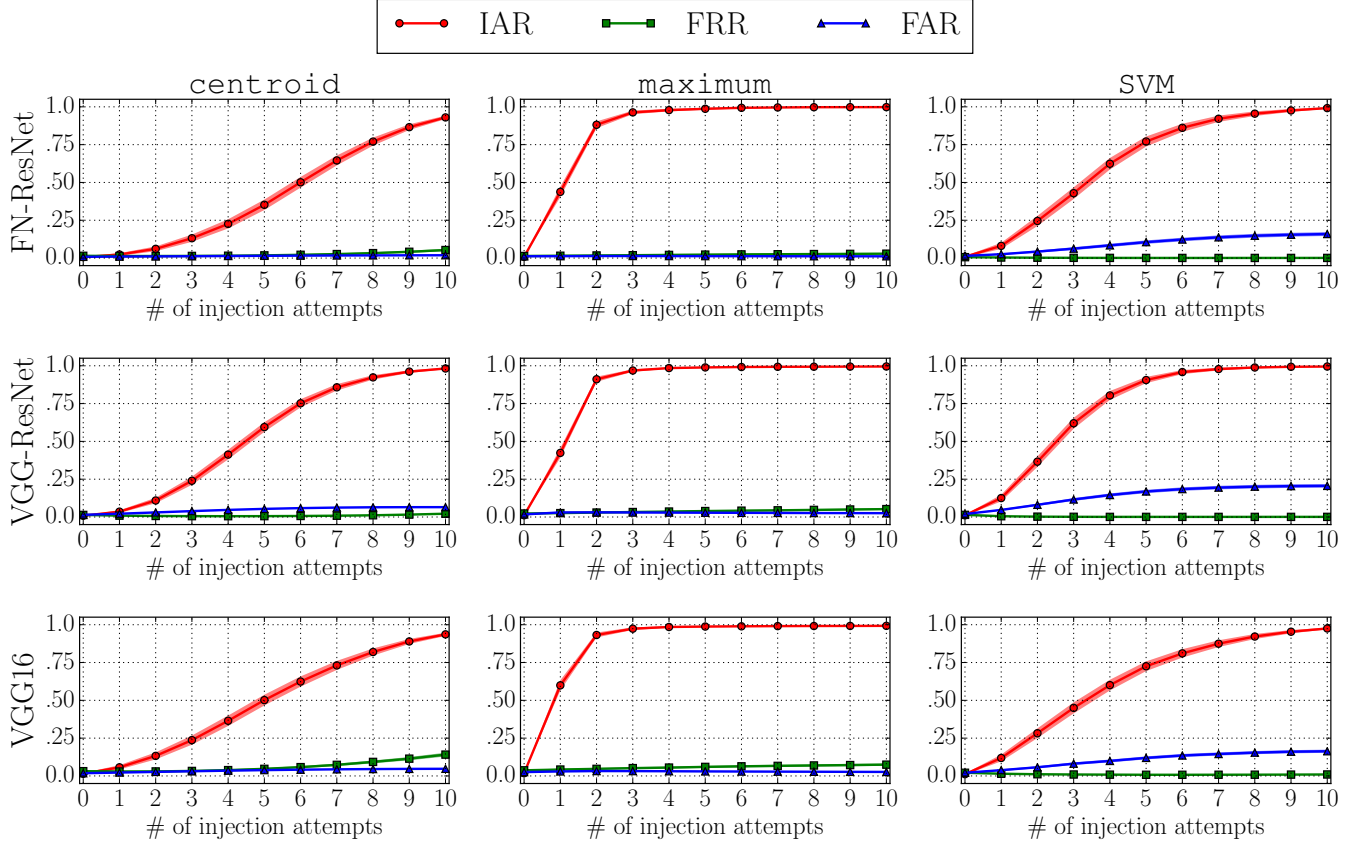 IAR FRR FAR
centroid maximum SVM
FN-ResNet
1.0 1.0 1.0
.75 .75 .75
.50 .50 .50
.25 .25 .25
0.0 0.0 0.0
0 1 2 3 4 5 6 7 8 9 10 0 1 2 3 4 5 6 7 8 9 10 0 1 2 3 4 5 6 7 8 9 10
# of injection attempts # of injection attempts # of injection attempts
VGG-ResNet
1.0 1.0 1.0
.75 .75 .75
.50 .50 .50
.25 .25 .25
0.0 0.0 0.0
0 1 2 3 4 5 6 7 8 9 10 0 1 2 3 4 5 6 7 8 9 10 0 1 2 3 4 5 6 7 8 9 10
# of injection attempts # of injection attempts # of injection attempts
VGG16
1.0 1.0 1.0
.75 .75 .75
.50 .50 .50
.25 .25 .25
0.0 0.0 0.0
0 1 2 3 4 5 6 7 8 9 10 0 1 2 3 4 5 6 7 8 9 10 0 1 2 3 4 5 6 7 8 9 10
# of injection attempts # of injection attempts # of injection attempts